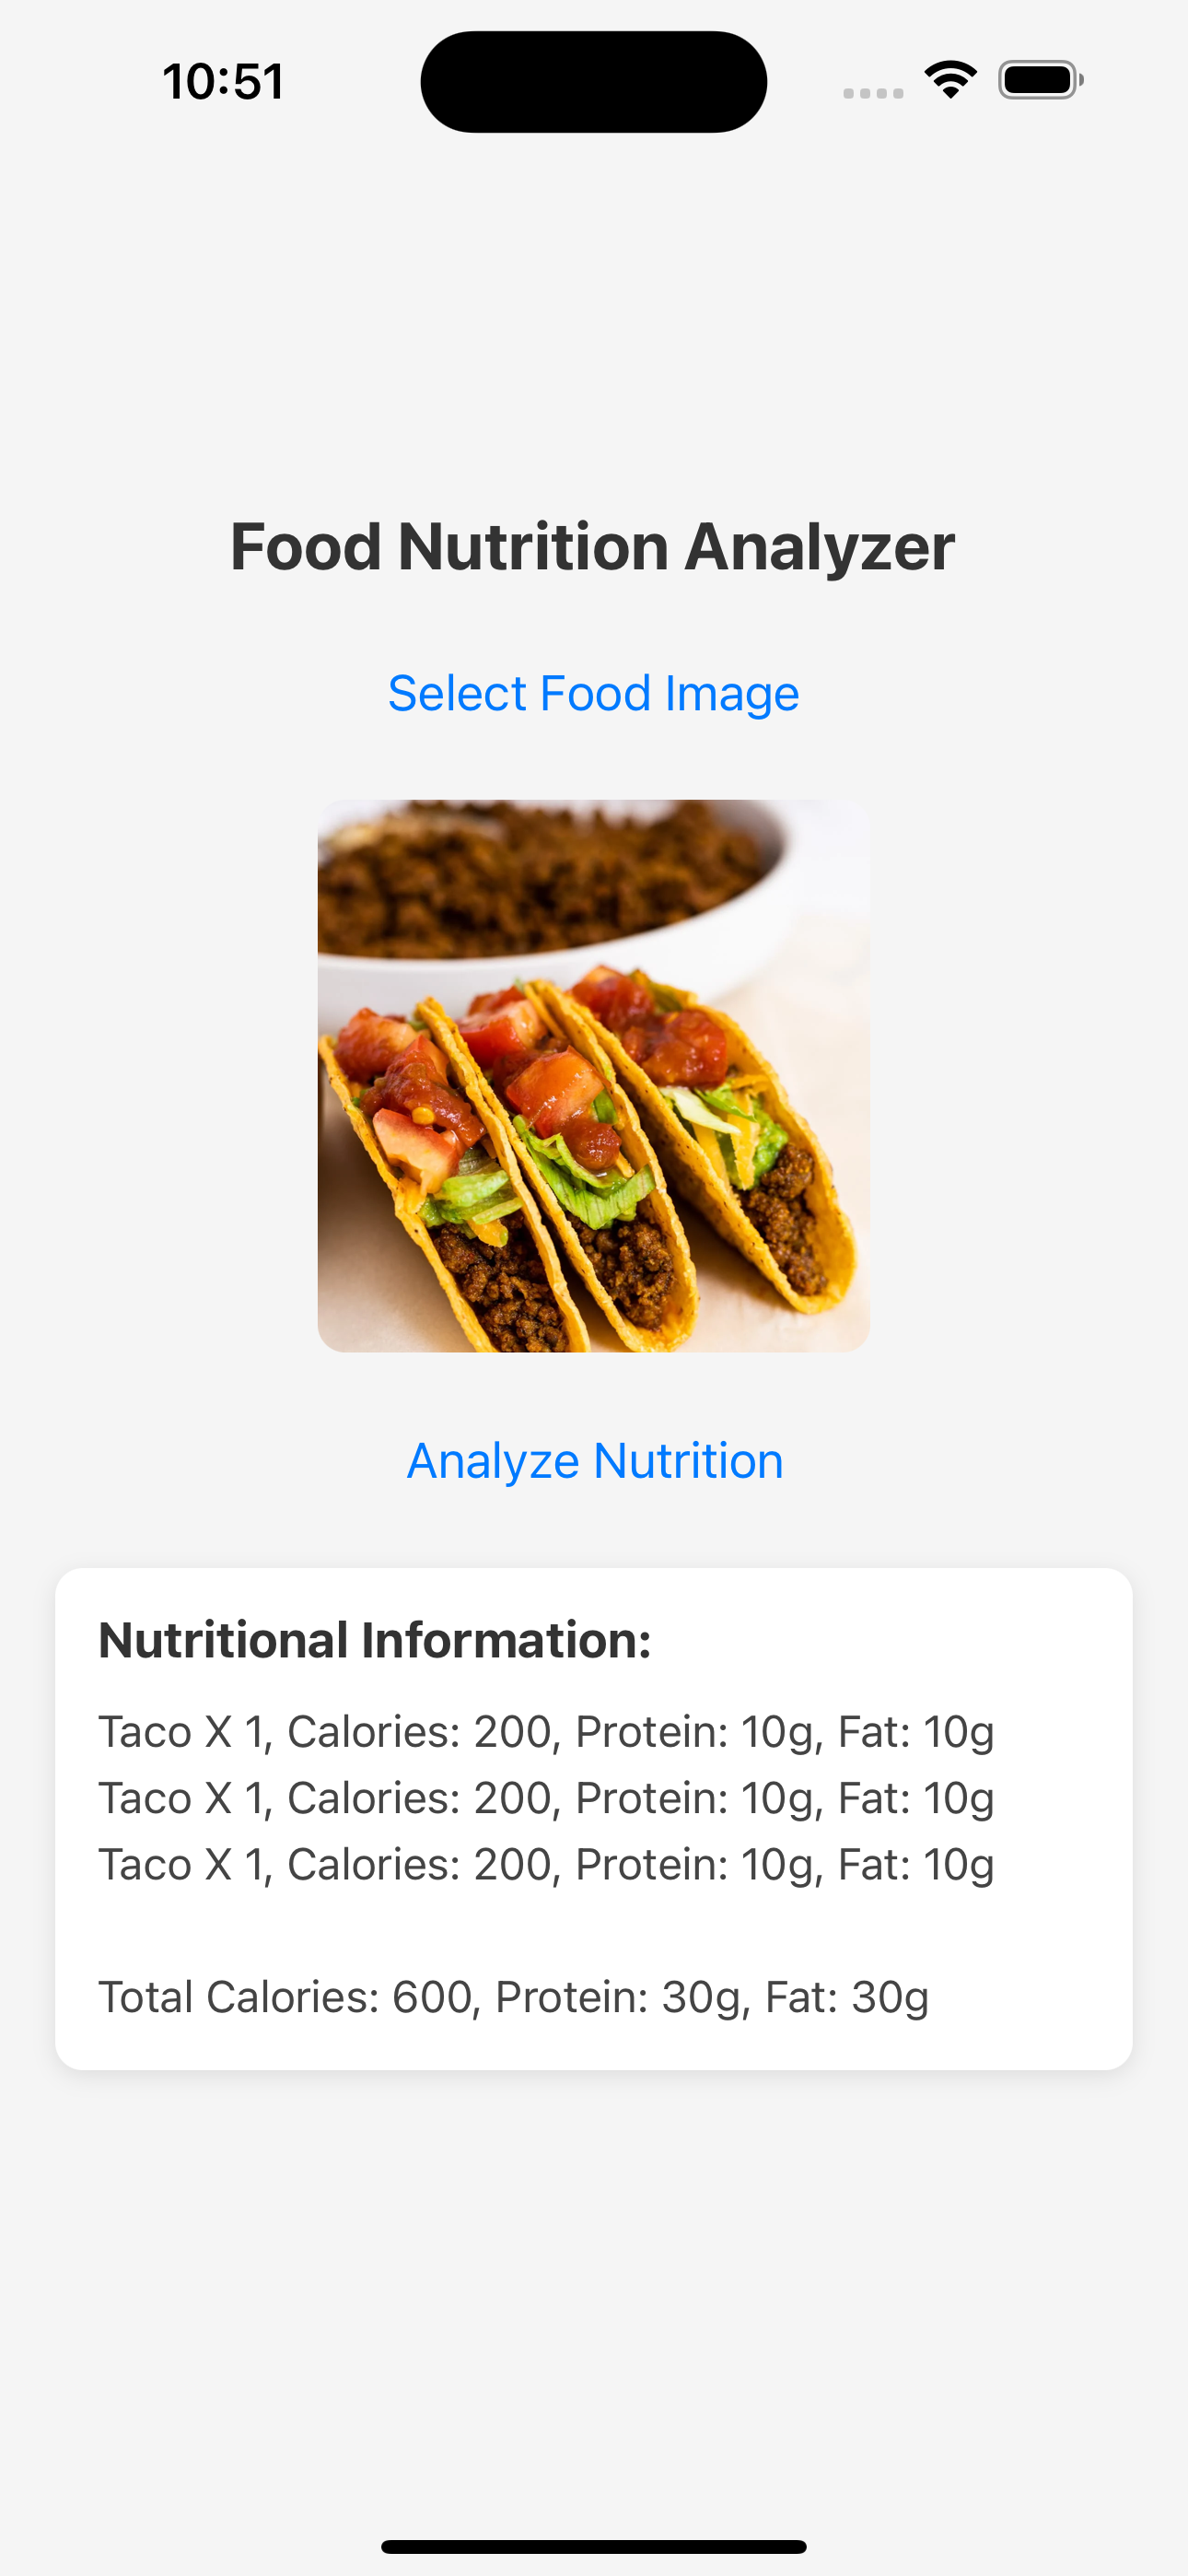 10:51
Food Nutrition Analyzer
Select Food Image
Analyze Nutrition
Nutritional Information:
Taco X 1, Calories: 200, Protein: 10g, Fat: 10g
Taco X 1, Calories: 200, Protein: 10g, Fat: 10g
Taco X 1, Calories: 200, Protein: 10g, Fat: 10g
Total Calories: 600, Protein: 30g, Fat: 30g